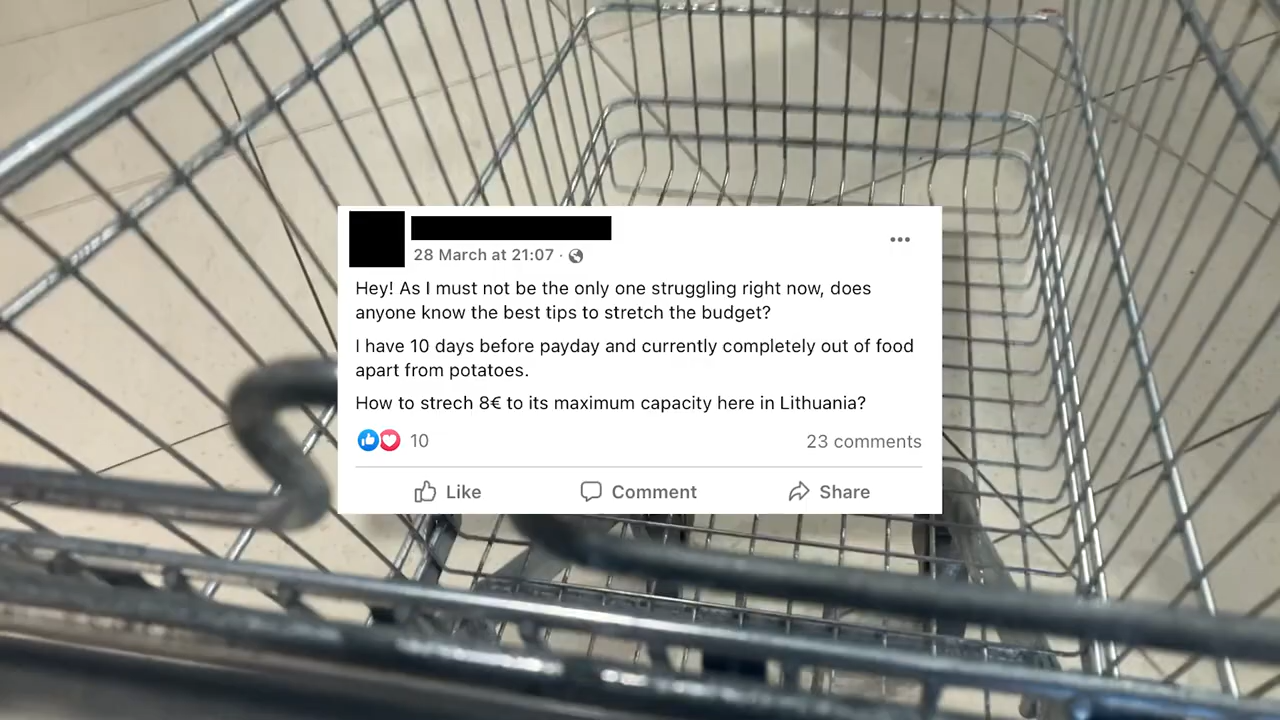 28 March at 21:07 ·
Hey! As I must not be the only one struggling right now, does
anyone know the best tips to stretch the budget?
I have 10 days before payday and currently completely out of food
apart from potatoes.
How to strech 8€ to its maximum capacity here in Lithuania?
10
23 comments
Like
Comment
Share